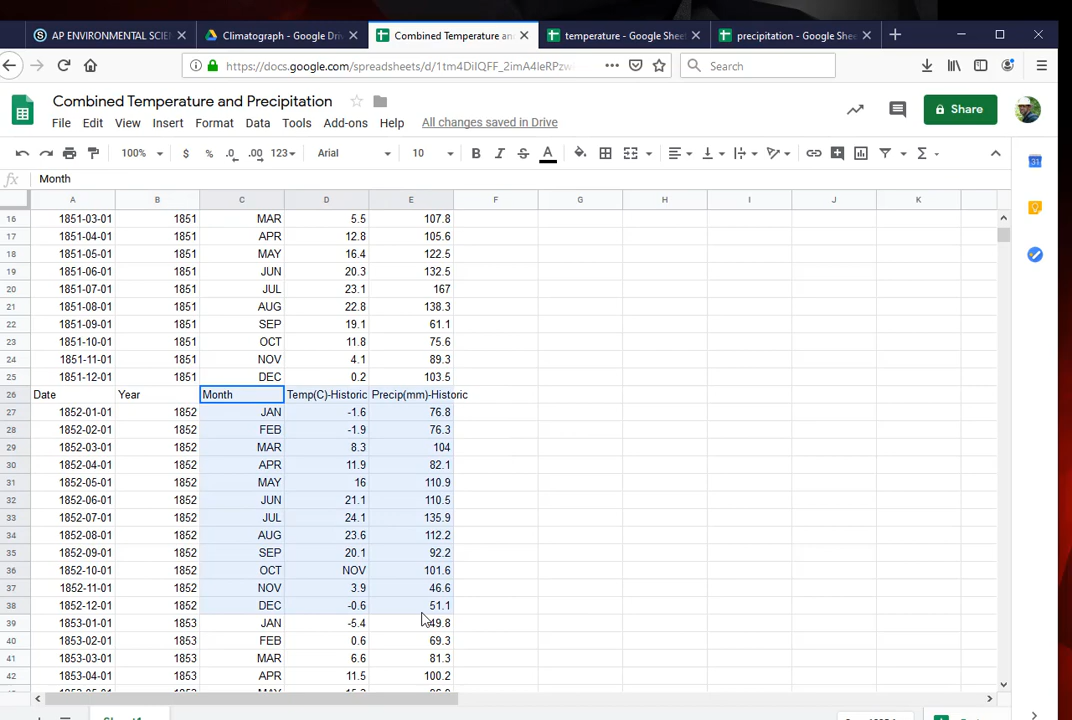 AP ENVIRONMENTAL SCIE
Climatograph - Google Driv
Combined Temperature an
temperature - Google Sheet
precipitation - Google Shee
https://docs.google.com/spreadsheets/d/1tm4DiIQFF_2imA4leRPzw
Search
Combined Temperature and Precipitation
Share
File Edit View Insert Format Data Tools Add-ons Help All changes saved in Drive
100% $ % .0 .00 123 Arial 10 B I S A Σ
fx Month
A B C D E F G H I J K
16 1851-03-01 1851 MAR 5.5 107.8
17 1851-04-01 1851 APR 12.8 105.6
18 1851-05-01 1851 MAY 16.4 122.5
19 1851-06-01 1851 JUN 20.3 132.5
20 1851-07-01 1851 JUL 23.1 167
21 1851-08-01 1851 AUG 22.8 138.3
22 1851-09-01 1851 SEP 19.1 61.1
23 1851-10-01 1851 OCT 11.8 75.6
24 1851-11-01 1851 NOV 4.1 89.3
25 1851-12-01 1851 DEC 0.2 103.5
26 Date Year Month Temp(C)-Historic Precip(mm)-Historic
27 1852-01-01 1852 JAN -1.6 76.8
28 1852-02-01 1852 FEB -1.9 76.3
29 1852-03-01 1852 MAR 8.3 104
30 1852-04-01 1852 APR 11.9 82.1
31 1852-05-01 1852 MAY 16 110.9
32 1852-06-01 1852 JUN 21.1 110.5
33 1852-07-01 1852 JUL 24.1 135.9
34 1852-08-01 1852 AUG 23.6 112.2
35 1852-09-01 1852 SEP 20.1 92.2
36 1852-10-01 1852 OCT NOV 101.6
37 1852-11-01 1852 NOV 3.9 46.6
38 1852-12-01 1852 DEC -0.6 51.1
39 1853-01-01 1853 JAN -5.4 49.8
40 1853-02-01 1853 FEB 0.6 69.3
41 1853-03-01 1853 MAR 6.6 81.3
42 1853-04-01 1853 APR 11.5 100.2